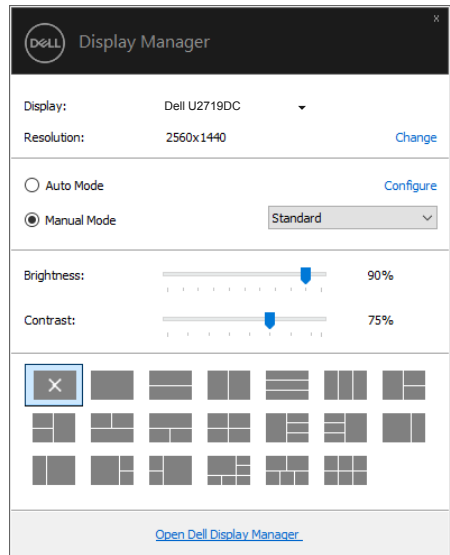 x
DELL Display Manager
Display: Dell U2719DC
Resolution: 2560x1440 Change
Auto Mode Configure
Manual Mode Standard
Brightness: 90%
Contrast: 75%
Open Dell Display Manager